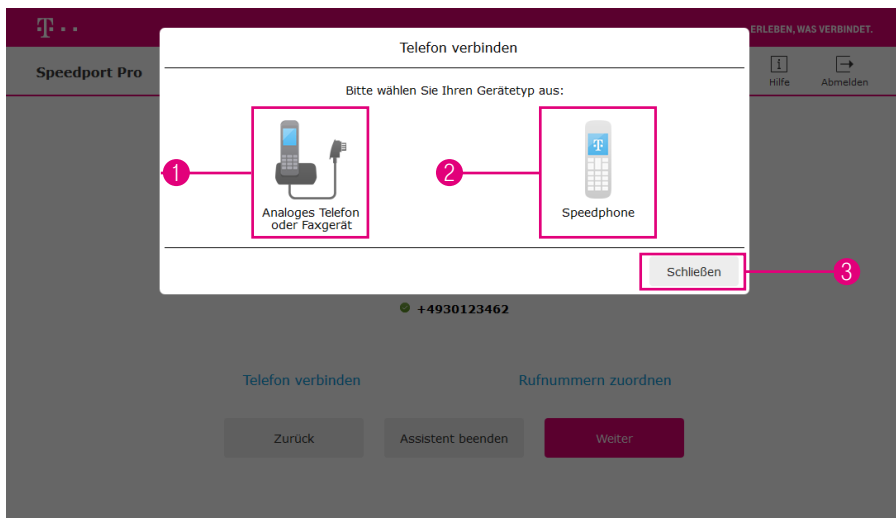 T
ERLEBEN, WAS VERBINDET.
Telefon verbinden
Speedport Pro
Hilfe
Abmelden
Bitte wählen Sie Ihren Gerätetyp aus:
1
2
T
Analoges Telefon
oder Faxgerät
Speedphone
Schließen
3
+4930123462
Telefon verbinden
Rufnummern zuordnen
Zurück
Assistent beenden
Weiter